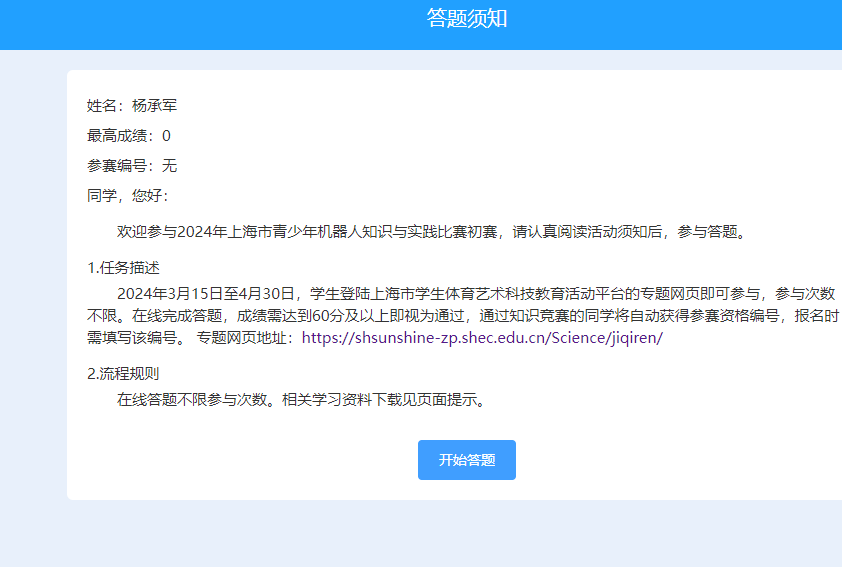 答题须知
姓名：杨承军
最高成绩：0
参赛编号：无
同学，您好：
欢迎参与2024年上海市青少年机器人知识与实践比赛初赛，请认真阅读活动须知后，参与答题。
1.任务描述
2024年3月15日至4月30日，学生登陆上海市学生体育艺术科技教育活动平台的专题网页即可参与，参与次数
不限。在线完成答题，成绩需达到60分及以上即视为通过，通过知识竞赛的同学将自动获得参赛资格编号，报名时
需填写该编号。 专题网页地址：https://shsunshine-zp.shec.edu.cn/Science/jiqiren/
2.流程规则
在线答题不限参与次数。相关学习资料下载见页面提示。
开始答题